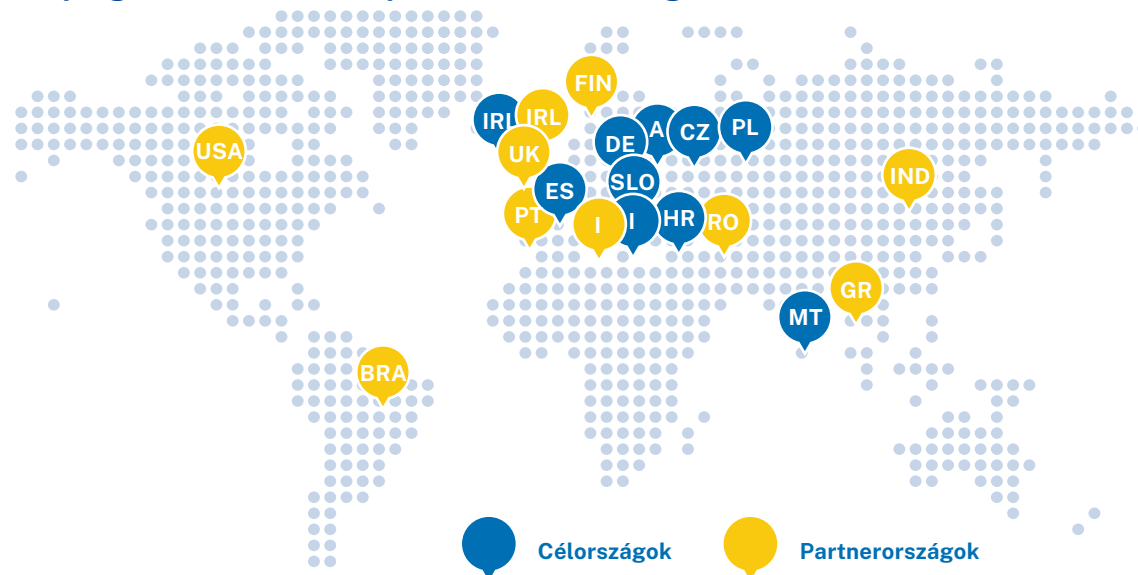 FIN
IRL
IRL
A
CZ
PL
DE
UK
USA
SLO
ES
IND
PT
I
I
HR
RO
GR
MT
BRA
Célországok
Partnerországok